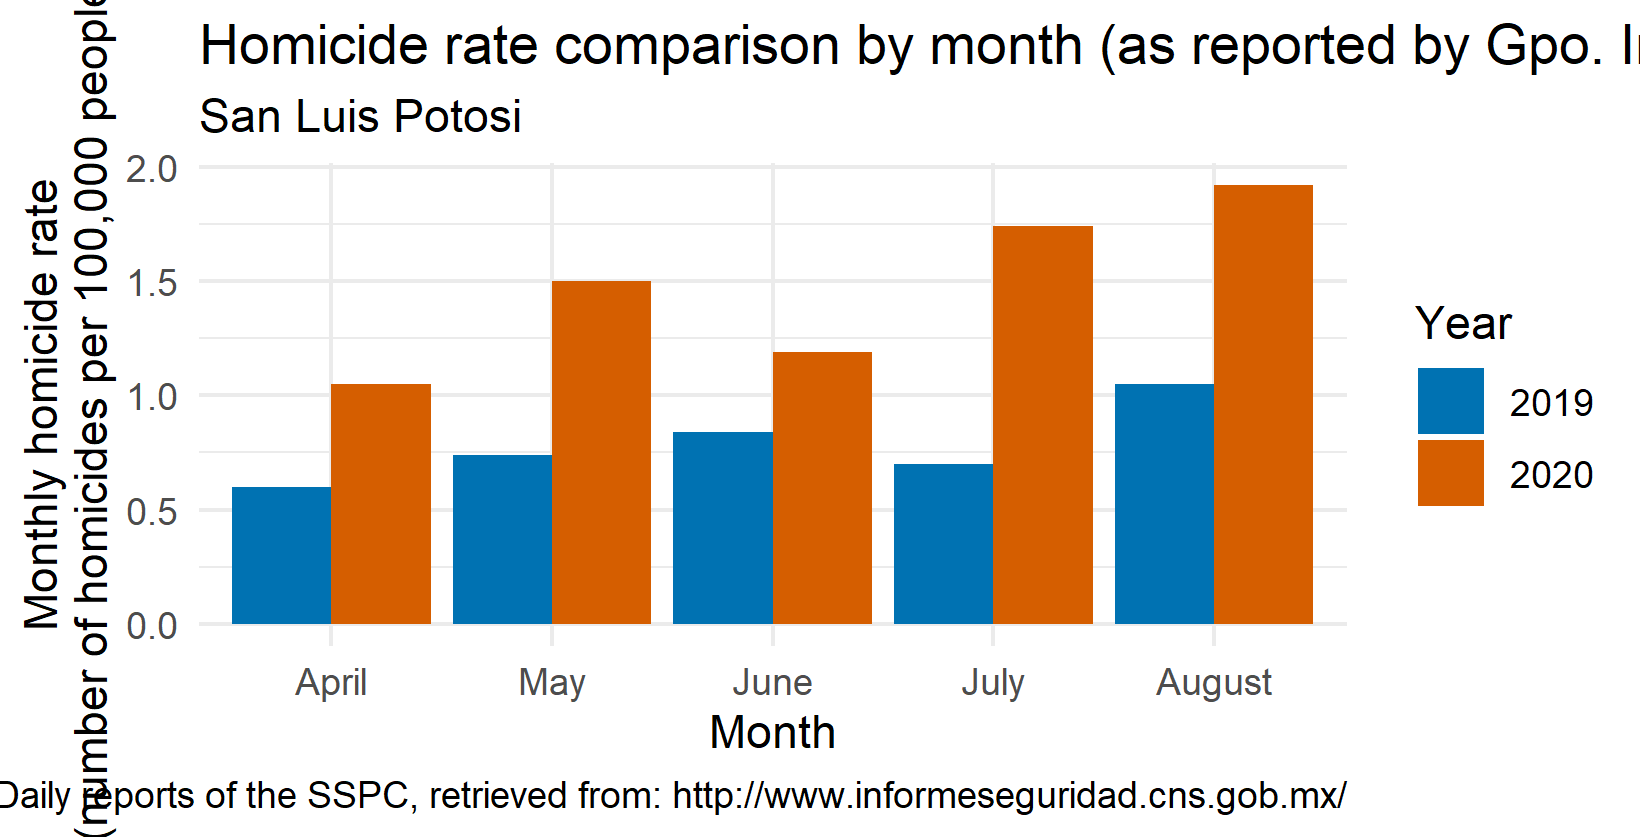 Homicide rate comparison by month (as reported by Gpo.
San Luis Potosi
Monthly homicide rate
(number of homicides per 100,000 people
2.0
1.5
1.0
0.5
0.0
April May June July August
Month
Year
2019
2020
Daily reports of the SSPC, retrieved from: http://www.informeseguridad.cns.gob.mx/